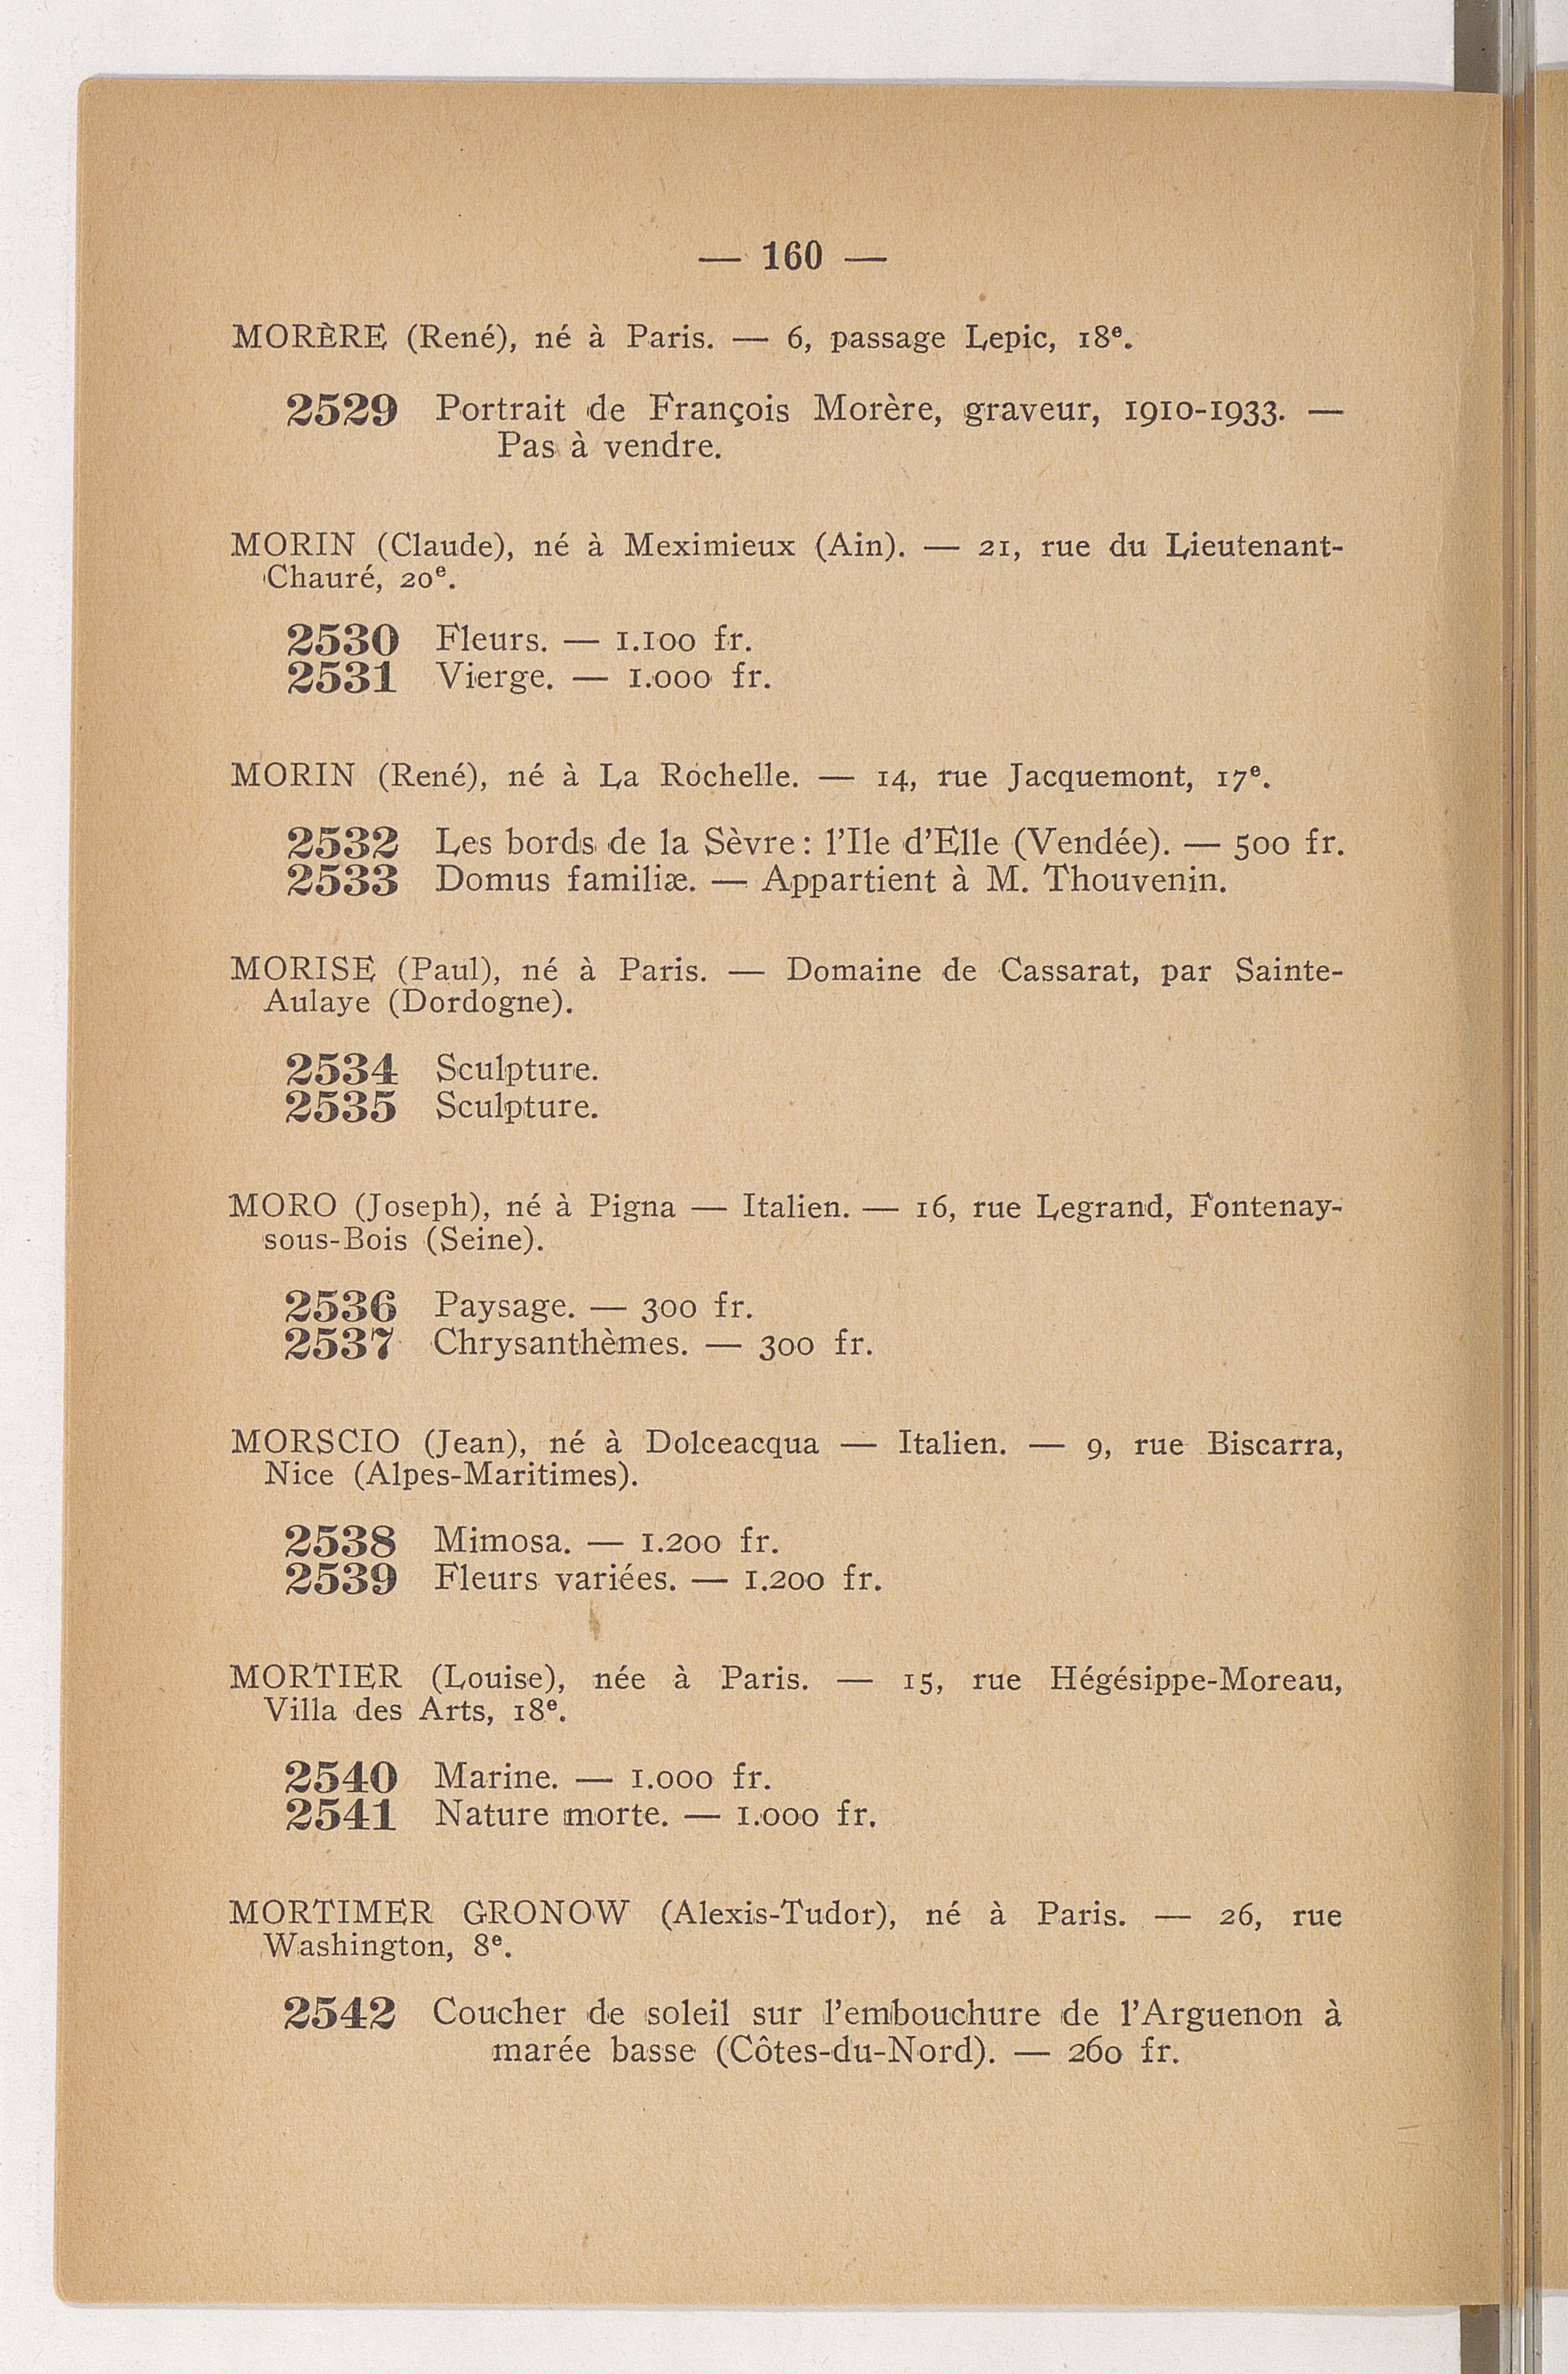 — 160 —
MORÈRE (René), né à Paris. — 6, passage Lepic, 18e.
2529 Portrait de François Morère, graveur, 1910-1933. —
Pas à vendre.
MORIN (Claude), né à Meximieux (Ain). — 21, rue du Lieutenant-
Chauré, 20e.
2530 Fleurs. — 1.100 fr.
2531 Vierge. — 1.000 fr.
MORIN (René), né à La Rochelle. — 14, rue Jacquemont, 17e.
2532 Les bords de la Sèvre : l'Ile d'Elle (Vendée). — 500 fr.
2533 Domus familiæ. — Appartient à M. Thouvenin.
MORISE (Paul), né à Paris. — Domaine de Cassarat, par Sainte-
Aulaye (Dordogne).
2534 Sculpture.
2535 Sculpture.
MORO (Joseph), né à Pigna — Italien. — 16, rue Legrand, Fontenay-
sous-Bois (Seine).
2536 Paysage. — 300 fr.
2537 Chrysanthèmes. — 300 fr.
MORSCIO (Jean), né à Dolceacqua — Italien. — 9, rue Biscarra,
Nice (Alpes-Maritimes).
2538 Mimosa. — 1.200 fr.
2539 Fleurs variées. — 1.200 fr.
MORTIER (Louise), née à Paris. — 15, rue Hégésippe-Moreau,
Villa des Arts, 18e.
2540 Marine. — 1.000 fr.
2541 Nature morte. — 1.000 fr.
MORTIMER GRONOW (Alexis-Tudor), né à Paris. — 26, rue
Washington, 8e.
2542 Coucher de soleil sur l'embouchure de l'Arguenon à
marée basse (Côtes-du-Nord). — 260 fr.